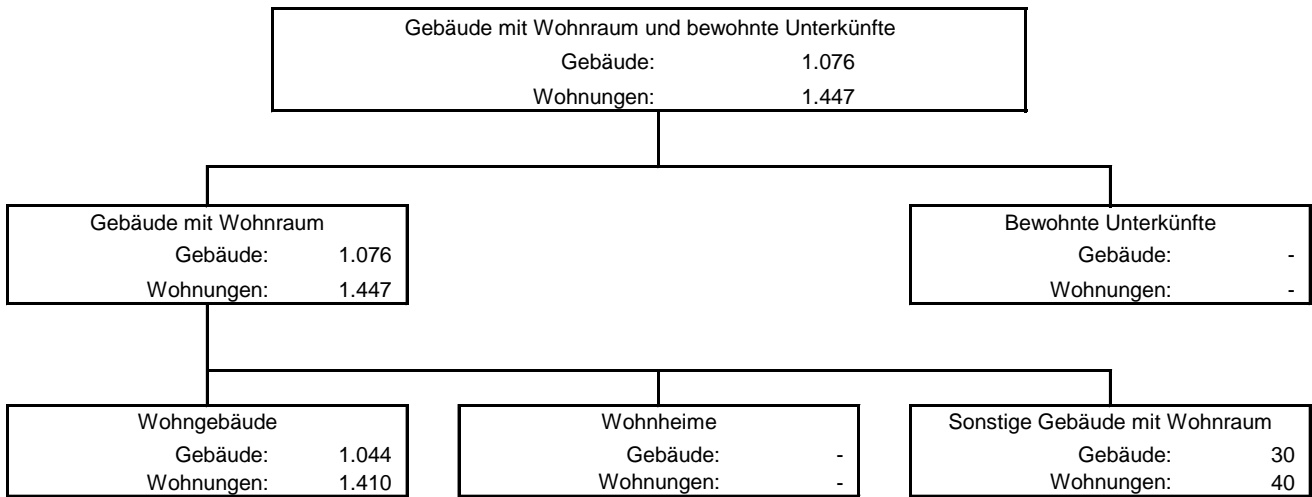 Gebäude mit Wohnraum und bewohnte Unterkünfte
Gebäude: 1.076
Wohnungen: 1.447
Gebäude mit Wohnraum
Gebäude: 1.076
Wohnungen: 1.447
Bewohnte Unterkünfte
Gebäude: -
Wohnungen: -
Wohngebäude
Gebäude: 1.044
Wohnungen: 1.410
Wohnheime
Gebäude: -
Wohnungen: -
Sonstige Gebäude mit Wohnraum
Gebäude: 30
Wohnungen: 40